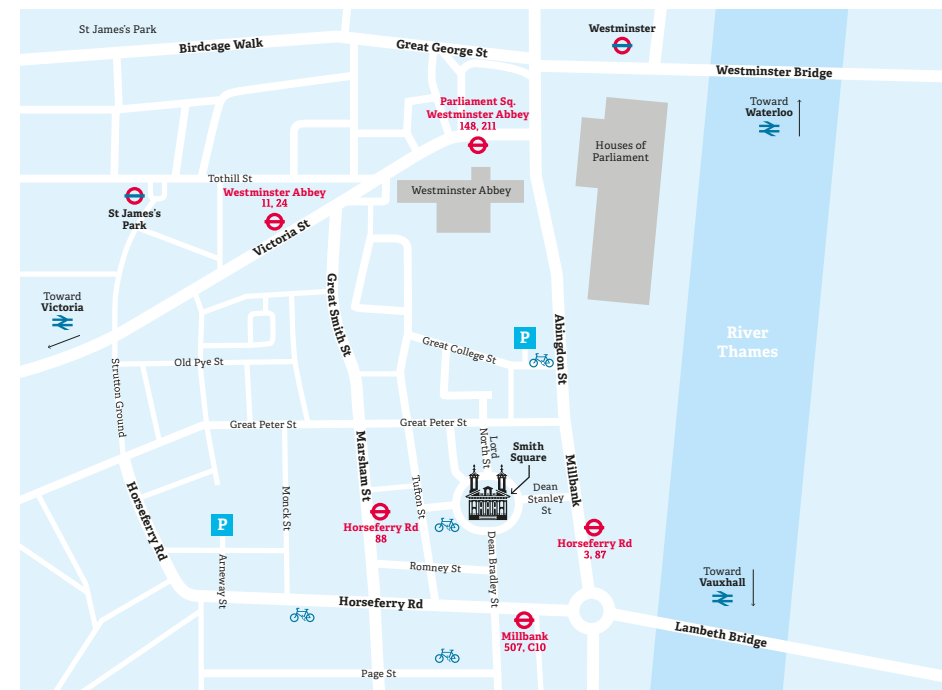 St James's Park
Birdcage Walk
Great George St
Westminster
Westminster Bridge
Parliament Sq.
Westminster Abbey
148, 211
Toward
Waterloo
Houses of
Parliament
Tothill St
Westminster Abbey
11, 24
Westminster Abbey
St James's
Park
Victoria St
Toward
Victoria
Great Smith St
Abingdon St
P
River
Thames
Great College St
Strutton Ground
Old Pye St
Great Peter St
Great Peter St
Lord
North St
Smith
Square
Marsham St
Millbank
Horseferry Rd
Monck St
Tufton St
Dean
Stanley
St
P
Horseferry Rd
88
Horseferry Rd
3, 87
Arneway St
Romney St
Dean Bradley St
Toward
Vauxhall
Horseferry Rd
Millbank
507, C10
Lambeth Bridge
Page St